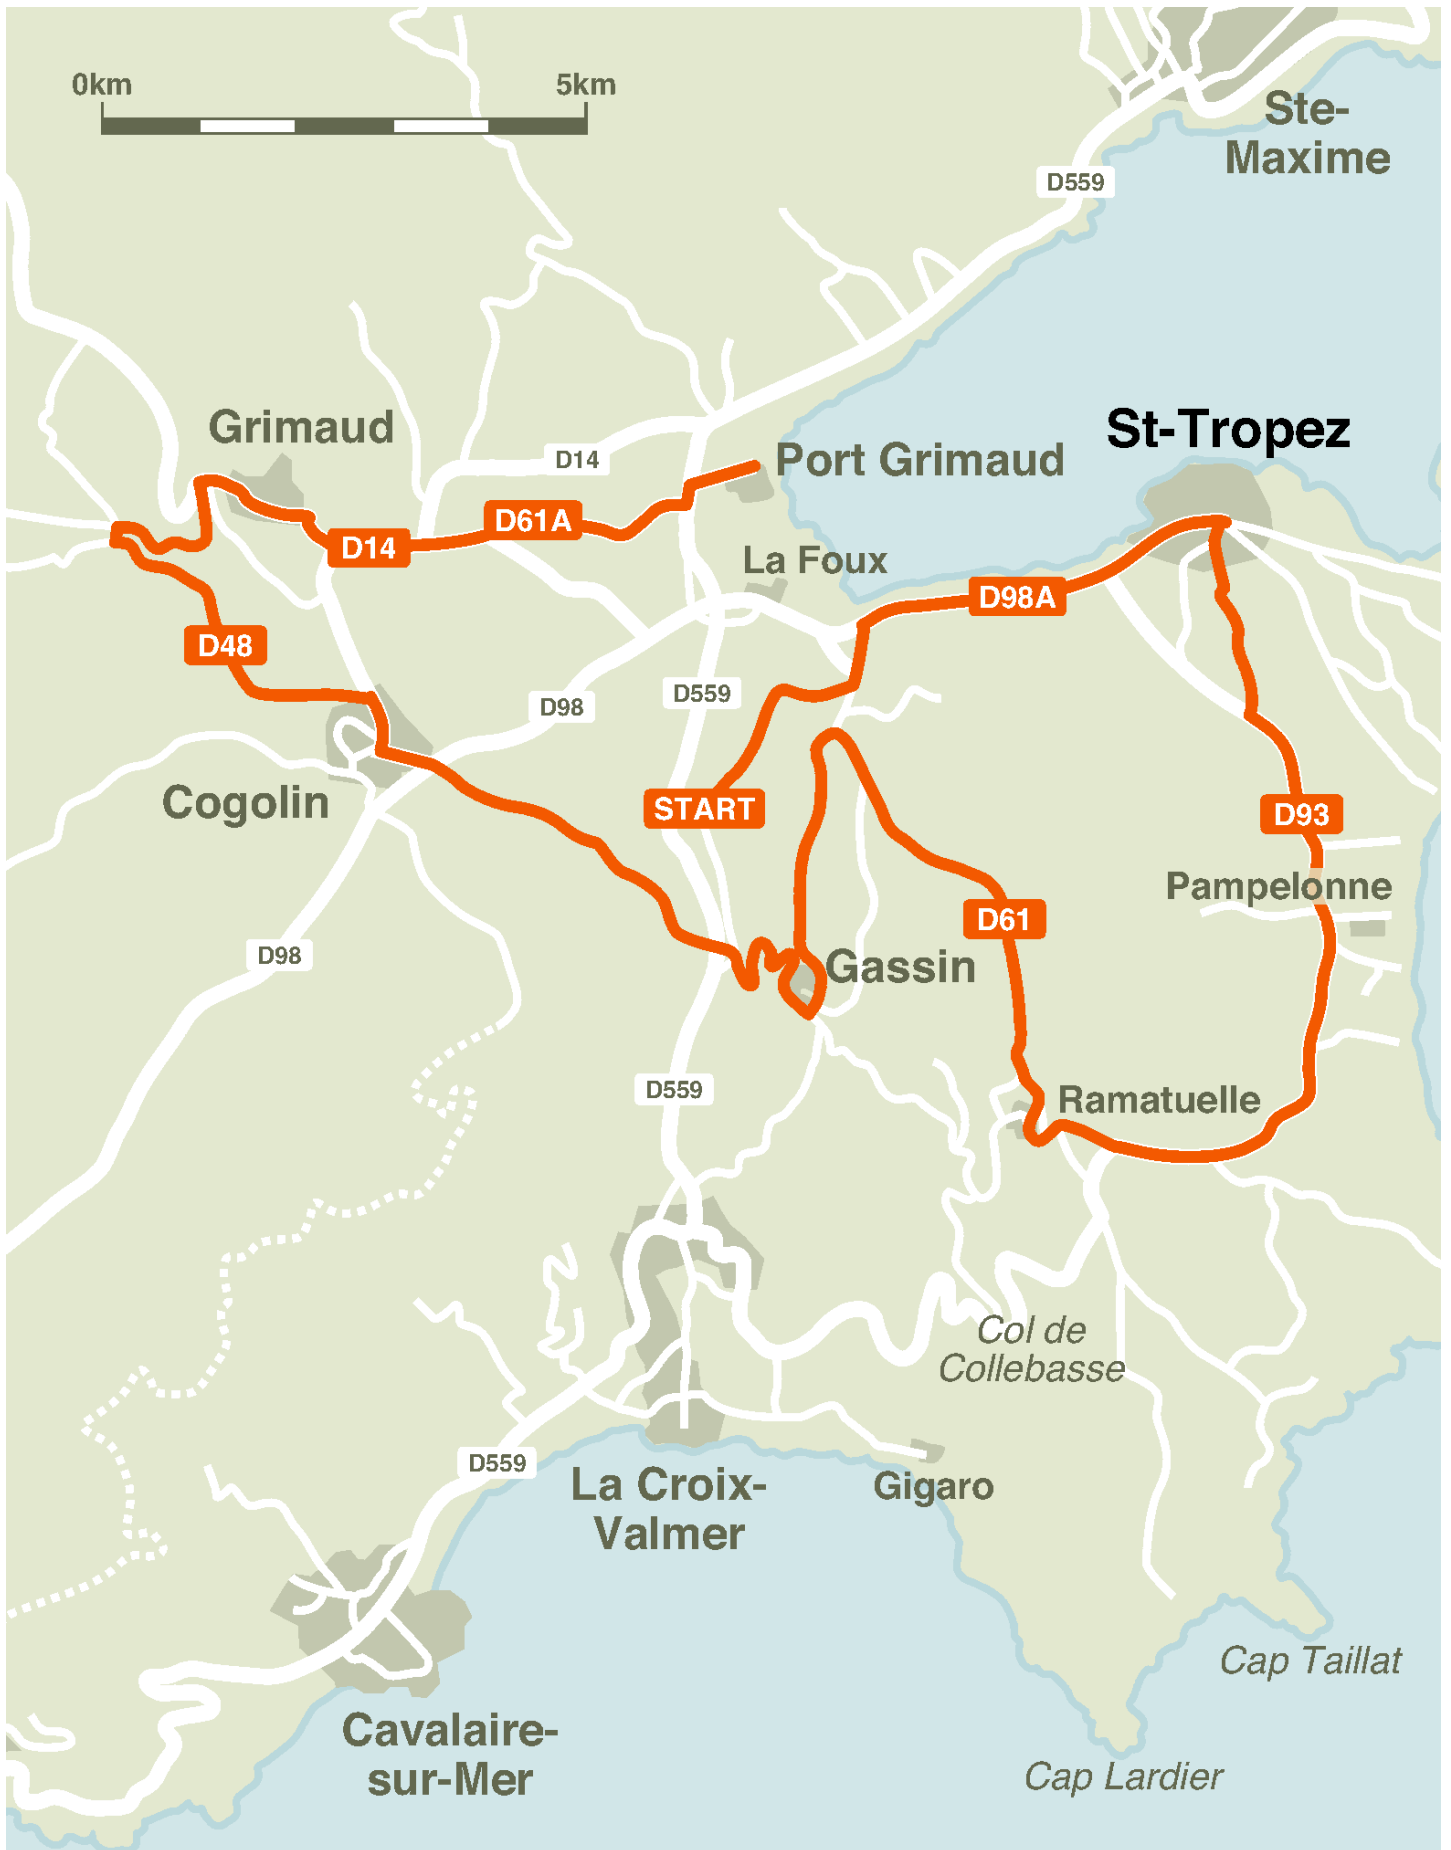 0km 5km
Ste-
Maxime
D559
Grimaud
St-Tropez
D14
Port Grimaud
D61A
D14
La Foux
D98A
D48
D559
D98
Cogolin
START
D93
Pampelonne
D61
D98
Gassin
D559
Ramatuelle
Col de
Collebasse
D559
La Croix-
Valmer
Gigaro
Cap Taillat
Cavalaire-
sur-Mer
Cap Lardier